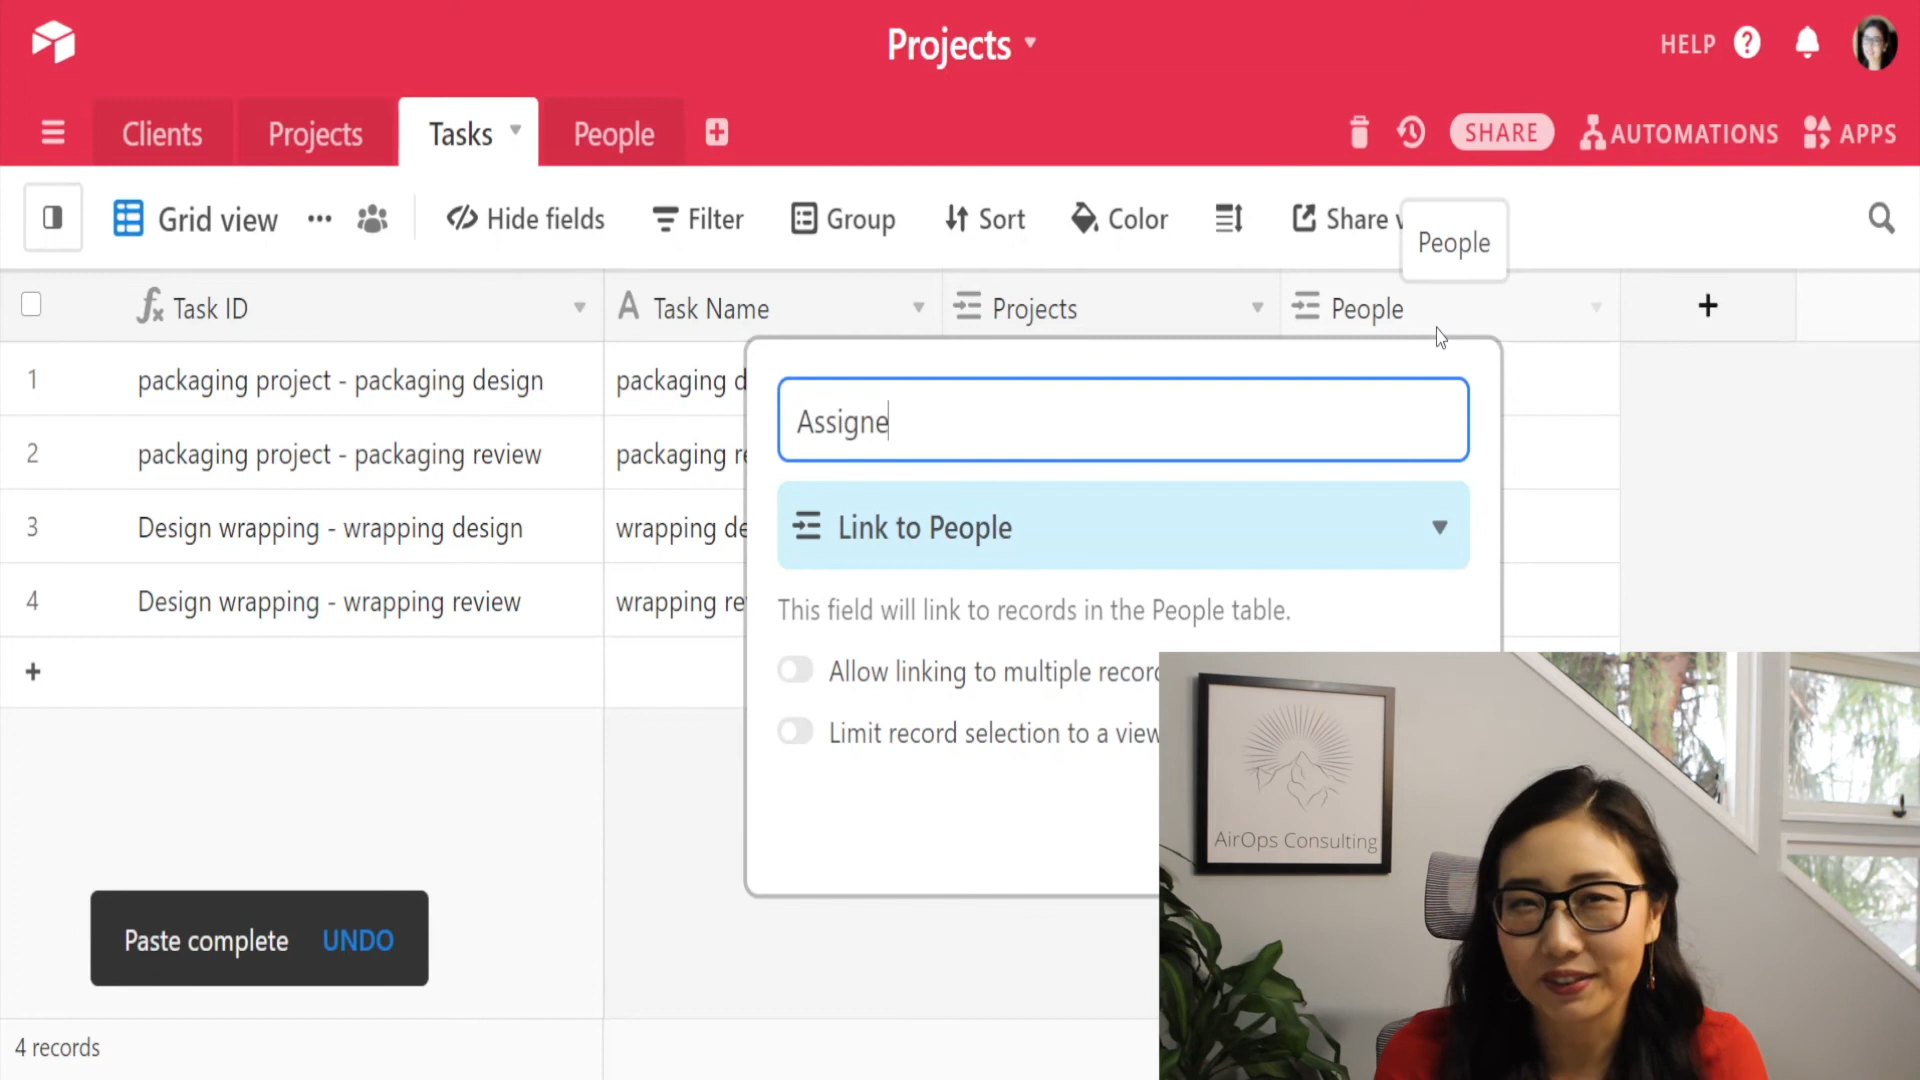 Projects
HELP
Clients
Projects
Tasks
People
SHARE
AUTOMATIONS
APPS
Grid view
Hide fields
Filter
Group
Sort
Color
Share v
People
Task ID
Task Name
Projects
People
1 packaging project - packaging design packaging d
2 packaging project - packaging review packaging re
3 Design wrapping - wrapping design wrapping de
4 Design wrapping - wrapping review wrapping re
Assigne
Link to People
This field will link to records in the People table.
Allow linking to multiple record
Limit record selection to a view
AirOps Consulting
Paste complete UNDO
4 records